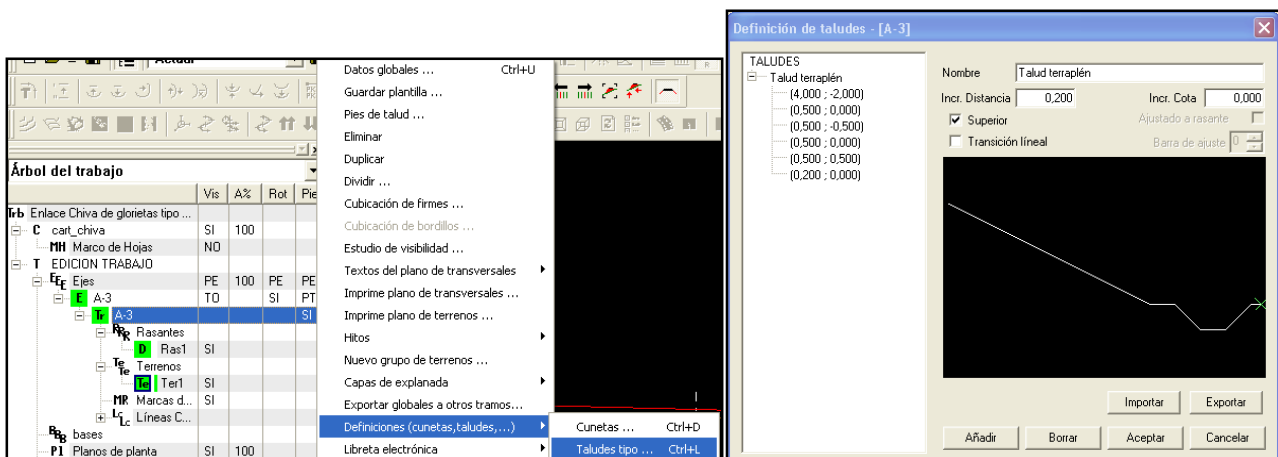 Actual
Árbol del trabajo
Vis A% Rot Pie
Trb Enlace Chiva de glorietas tipo ...
C cart_chiva SI 100
MH Marco de Hojas NO
T EDICION TRABAJO
EEE Ejes PE 100 PE PE
E A-3 TO SI PT
Tr A-3 SI
RRR Rasantes
D Ras1 SI
Te Te Terrenos
Te Ter1 SI
MR Marcas d... SI
Lc Lc Líneas C...
BBB bases
Pl Planos de planta SI 100
Datos globales ... Ctrl+U
Guardar plantilla ...
Pies de talud ...
Eliminar
Duplicar
Dividir ...
Cubicación de firmes ...
Cubicación de bordillos ...
Estudio de visibilidad ...
Textos del plano de transversales
Imprime plano de transversales ...
Imprime plano de terrenos ...
Hitos
Nuevo grupo de terrenos ...
Capas de explanada
Exportar globales a otros tramos...
Definiciones (cunetas,taludes,...)
Libreta electrónica
Cunetas ... Ctrl+D
Taludes tipo ... Ctrl+L
Definición de taludes - [A-3]
TALUDES
Talud terraplén
(4,000 ; -2,000)
(0,500 ; 0,000)
(0,500 ; -0,500)
(0,500 ; 0,000)
(0,500 ; 0,500)
(0,200 ; 0,000)
Nombre Talud terraplén
Incr. Distancia 0,200 Incr. Cota 0,000
Superior Ajustado a rasante
Transición líneal Barra de ajuste 0
Importar Exportar
Añadir Borrar Aceptar Cancelar